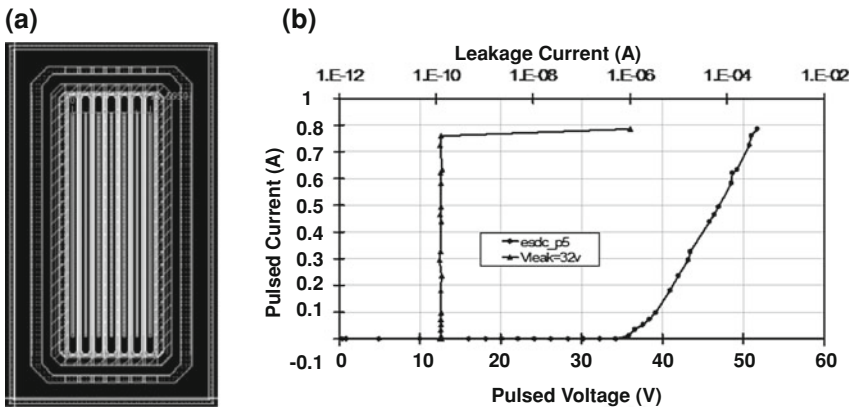 (a)
(b)
Leakage Current (A)
1.E-12 1.E-10 1.E-08 1.E-06 1.E-04 1.E-02
Pulsed Current (A)
1
0.8
0.7
0.6
0.5
0.4
0.3
0.2
0.1
-0.1
esdc_p5
Vleak=32v
0 10 20 30 40 50 60
Pulsed Voltage (V)